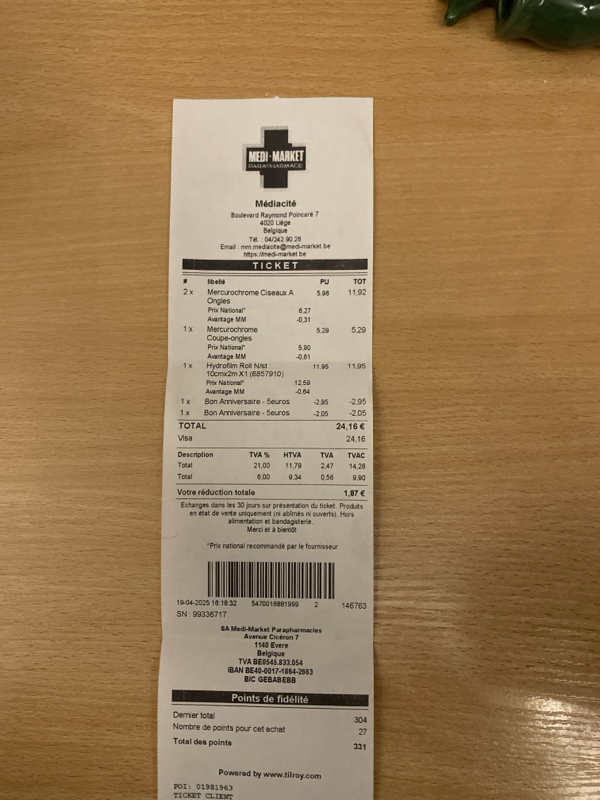 MEDI-MARKET
PARAPHARMACIE
Médiacité
Boulevard Raymond Poincaré 7
4020 Liège
Belgique
Tél. : 04/242.90.26
Email : mm.mediacite@medi-market.be
https://medi-market.be
TICKET
# libellé PU TOT
2 x Mercurochrome Ciseaux A 5,96 11,92
Ongles
Prix National* 6,27
Avantage MM -0,31
1 x Mercurochrome 5,29 5,29
Coupe-ongles
Prix National* 5,90
Avantage MM -0,61
1 x Hydrofilm Roll N/st 11,95 11,95
10cmx2m X1 (6857910)
Prix National* 12,59
Avantage MM -0,64
1 x Bon Anniversaire - 5euros -2,95 -2,95
1 x Bon Anniversaire - 5euros -2,05 -2,05
TOTAL 24,16 €
Visa 24,16
Description TVA % HTVA TVA TVAC
Total 21,00 11,79 2,47 14,26
Total 6,00 9,34 0,56 9,90
Votre réduction totale 1,87 €
Echanges dans les 30 jours sur présentation du ticket. Produits
en état de vente uniquement (ni abîmés ni ouverts). Hors
alimentation et bandagisterie.
Merci et à bientôt
*Prix national recommandé par le fournisseur
19-04-2025 16:18:32 5470016881999 2 146763
SN : 99336717
SA Medi-Market Parapharmacies
Avenue Cicéron 7
1140 Evere
Belgique
TVA BE0545.833.054
IBAN BE40-0017-1864-2663
BIC GEBABEBB
Points de fidélité
Dernier total 304
Nombre de points pour cet achat 27
Total des points 331
Powered by www.tilroy.com
POI: 01981963
TICKET CLIENT